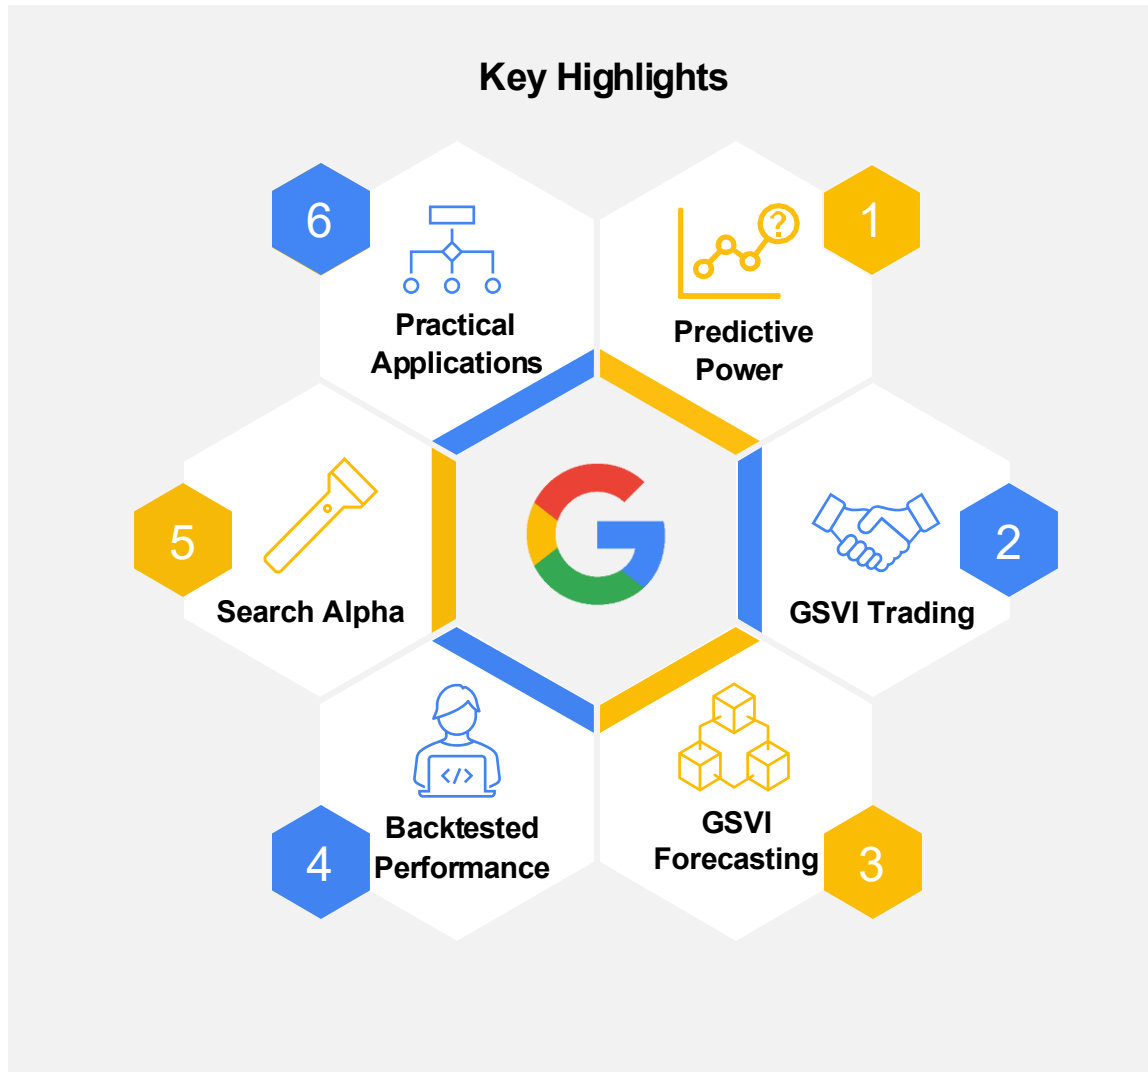 Key Highlights
1
Predictive
Power
2
GSVI Trading
3
GSVI
Forecasting
4
Backtested
Performance
5
Search Alpha
6
Practical
Applications
?
</>
G